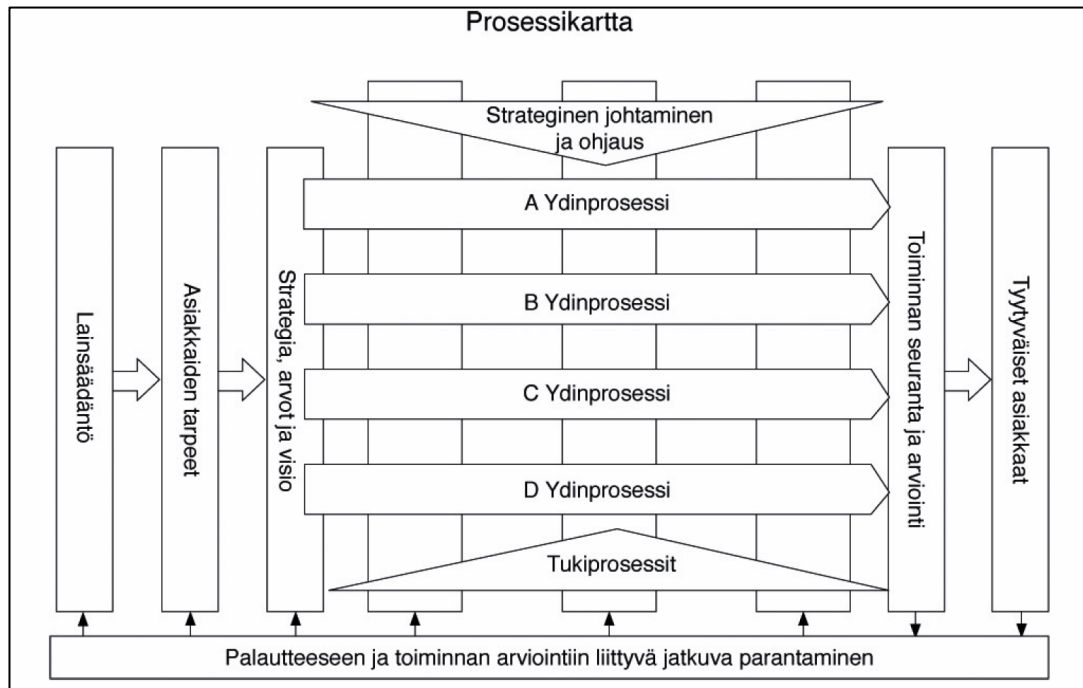 Prosessikartta
Strateginen johtaminen
ja ohjaus
Lainsäädäntö
Asiakkaiden tarpeet
Strategia, arvot ja visio
A Ydinprosessi
B Ydinprosessi
C Ydinprosessi
D Ydinprosessi
Tukiprosessit
Toiminnan seuranta ja arviointi
Tyytyväiset asiakkaat
Palautteeseen ja toiminnan arviointiin liittyvä jatkuva parantaminen